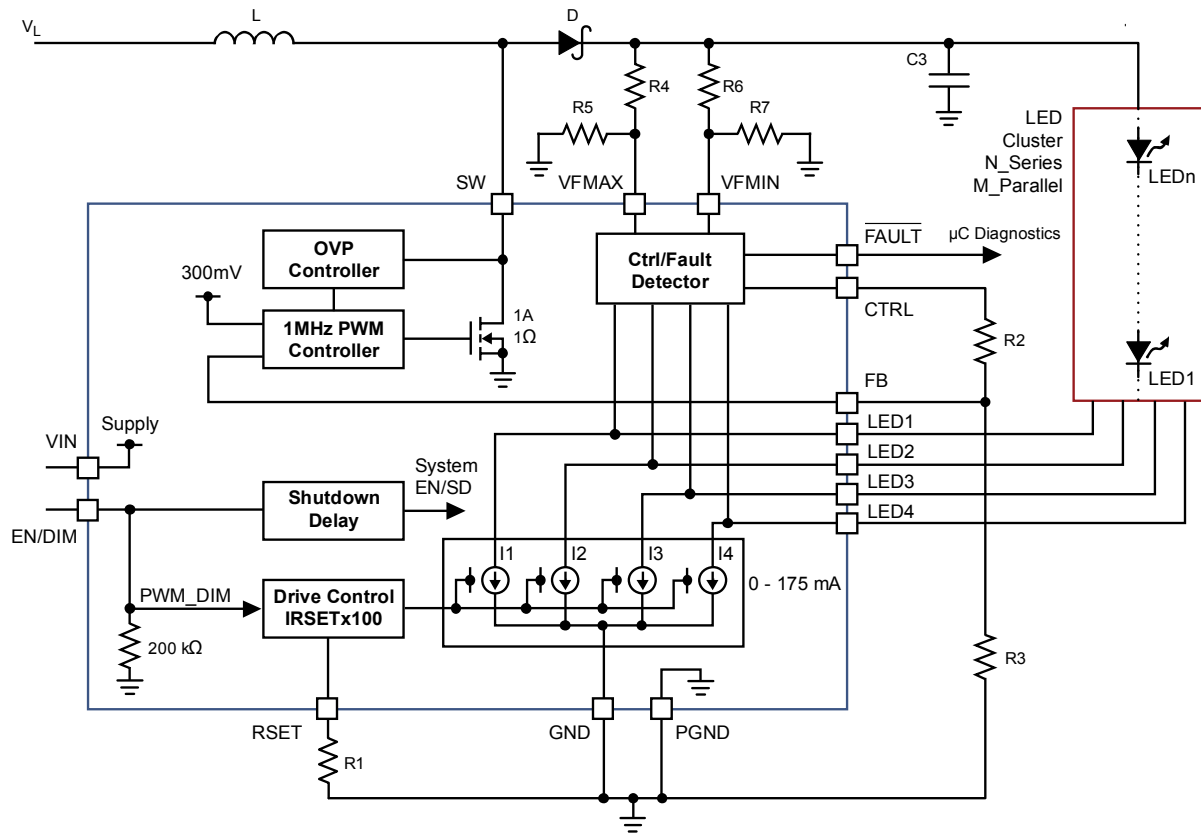 V_L
L
D
C3
R4
R6
R5
R7
LED
Cluster
N_Series
M_Parallel
LEDn
LED1
SW
VFMAX
VFMIN
FAULT
µC Diagnostics
CTRL
R2
OVP
Controller
300mV
1MHz PWM
Controller
1A
1Ω
Ctrl/Fault
Detector
FB
LED1
LED2
LED3
LED4
VIN
Supply
EN/DIM
Shutdown
Delay
System
EN/SD
I1
I2
I3
I4
0 - 175 mA
PWM_DIM
Drive Control
IRSETx100
200 kΩ
R3
RSET
GND
PGND
R1